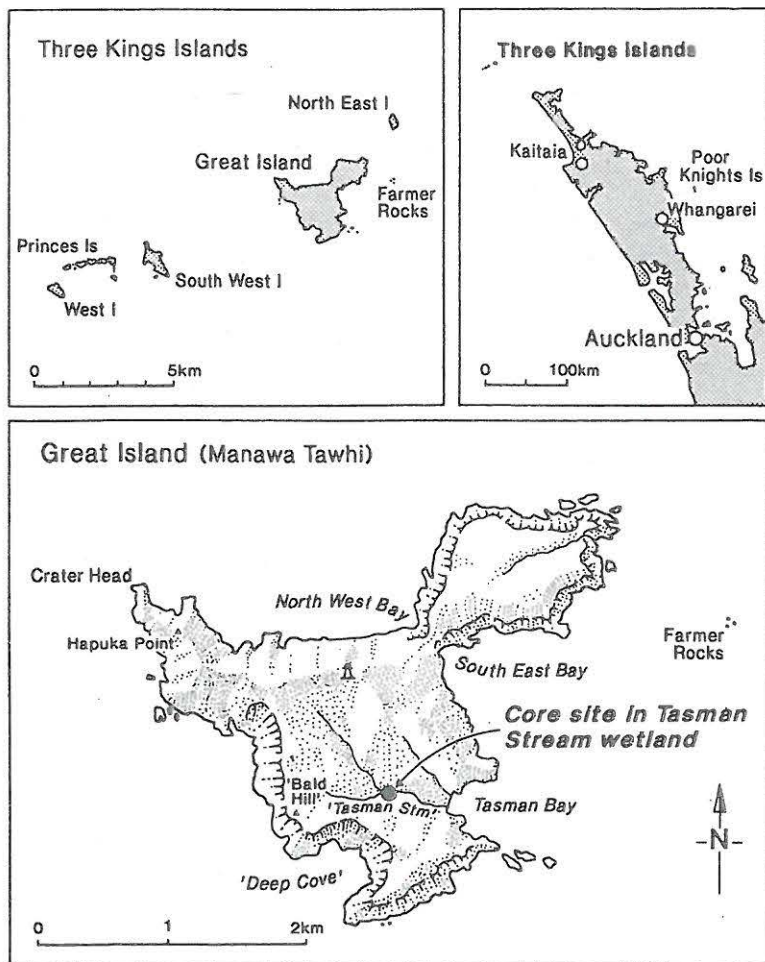 Three Kings Islands
North East I
Great Island
Farmer
Rocks
Princes Is
South West I
West I
0
5km
Three Kings Islands
Kaitaia
Poor
Knights Is
Whangarei
Auckland
0
100km
Great Island (Manawa Tawhi)
Crater Head
North West Bay
Hapuka Point
Farmer
Rocks
South East Bay
Core site in Tasman
Stream wetland
'Bald
Hill'
'Tasman Stm'
Tasman Bay
-N-
'Deep Cove'
0
1
2km